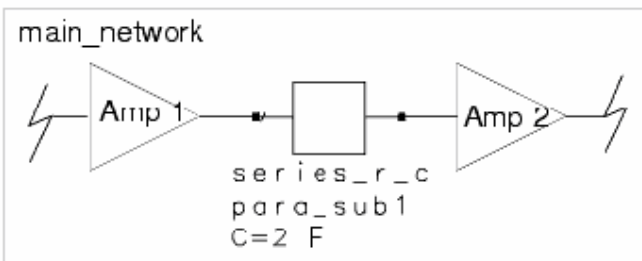 main_network
Amp 1
Amp 2
series_r_c
para_sub1
C=2 F